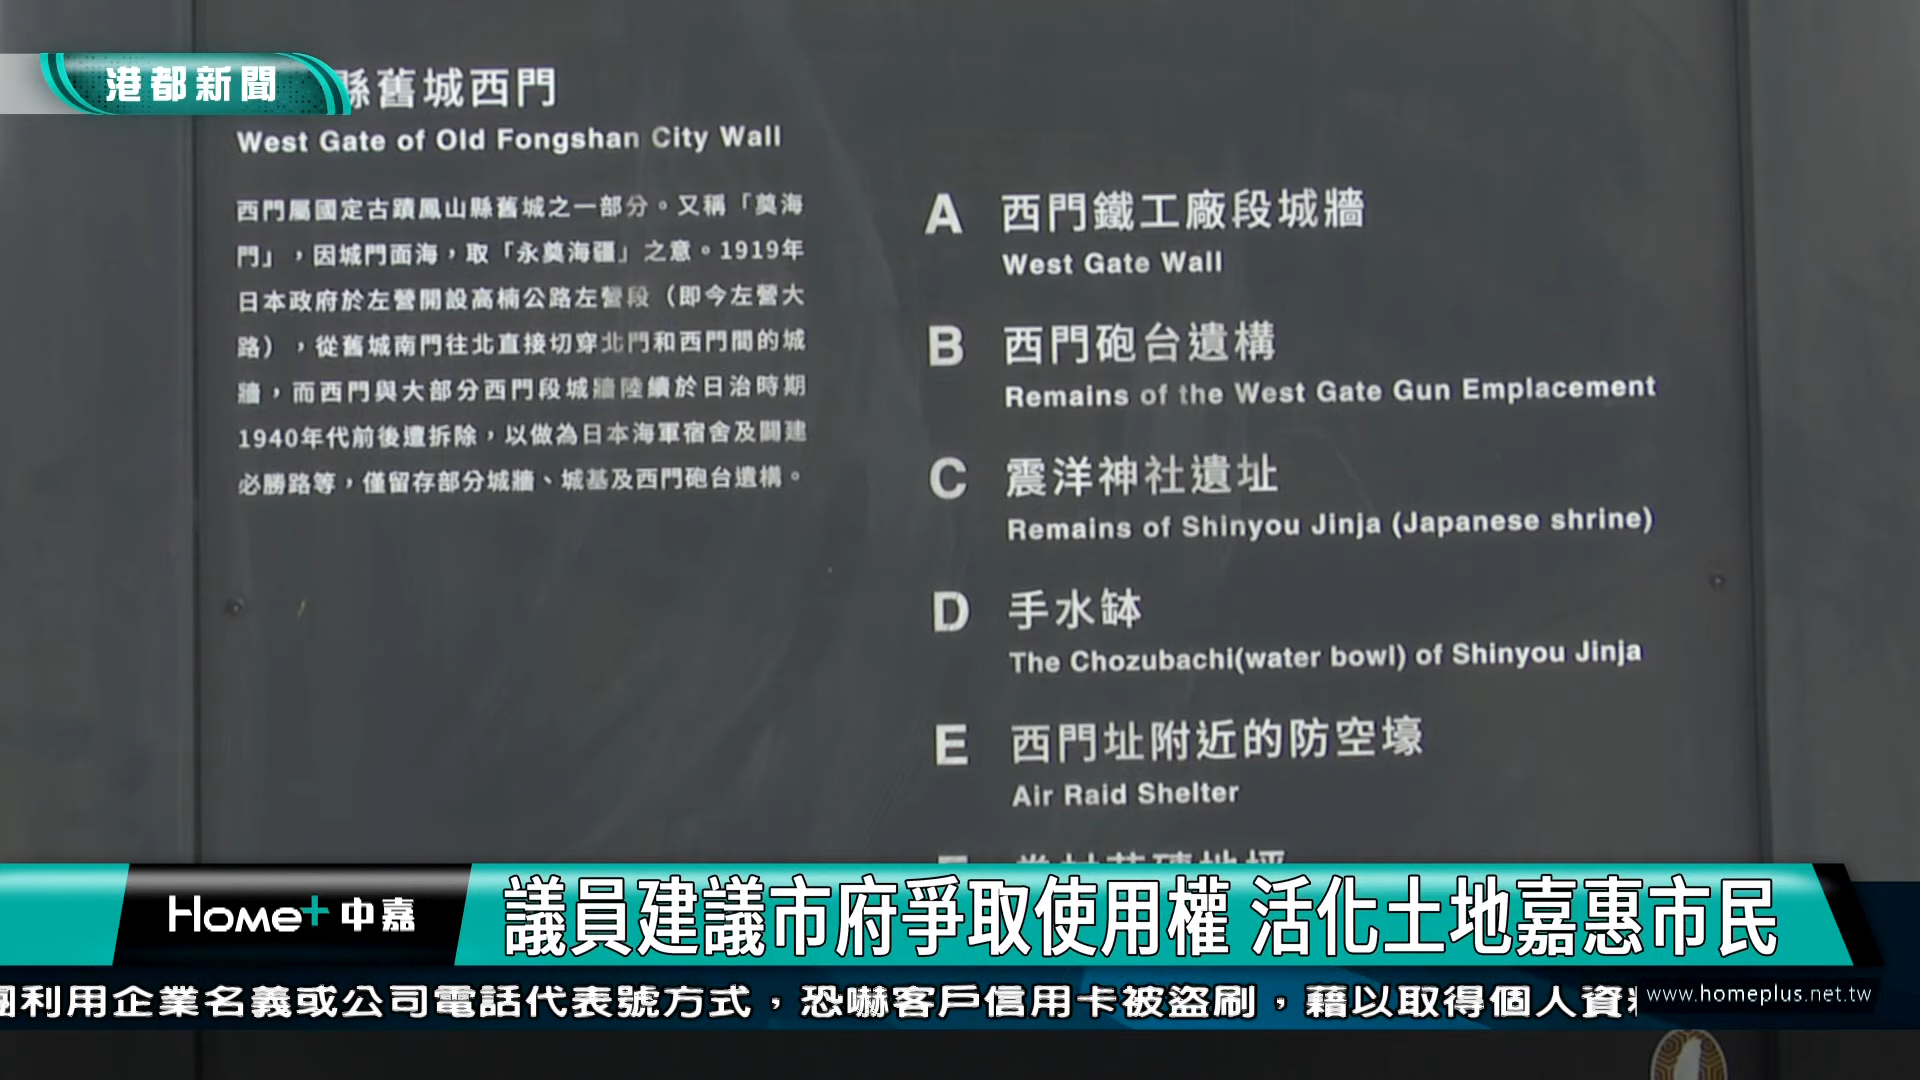 港都新聞
縣舊城西門
West Gate of Old Fongshan City Wall
西門屬國定古蹟鳳山縣舊城之一部分。又稱「奠海
門」，因城門面海，取「永奠海疆」之意。1919年
日本政府於左營開設高楠公路左營段（即今左營大
路），從舊城南門往北直接切穿北門和西門間的城
牆，而西門與大部分西門段城牆陸續於日治時期
1940年代前後遭拆除，以做為日本海軍宿舍及闢建
必勝路等，僅留存部分城牆、城基及西門砲台遺構。
A 西門鐵工廠段城牆
West Gate Wall
B 西門砲台遺構
Remains of the West Gate Gun Emplacement
C 震洋神社遺址
Remains of Shinyou Jinja (Japanese shrine)
D 手水缽
The Chozubachi(water bowl) of Shinyou Jinja
E 西門址附近的防空壕
Air Raid Shelter
Home+ 中嘉
議員建議市府爭取使用權 活化土地嘉惠市民
利用企業名義或公司電話代表號方式，恐嚇客戶信用卡被盜刷，藉以取得個人資
www.homeplus.net.tw